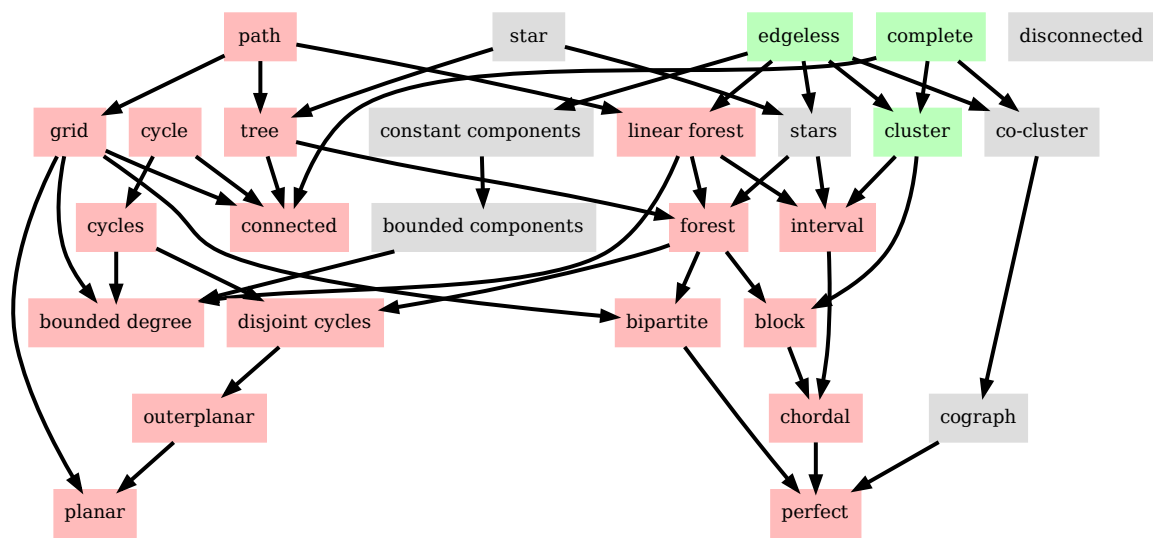 path
star
edgeless
complete
disconnected
grid
cycle
tree
constant components
linear forest
stars
cluster
co-cluster
cycles
connected
bounded components
forest
interval
bounded degree
disjoint cycles
bipartite
block
outerplanar
chordal
cograph
planar
perfect